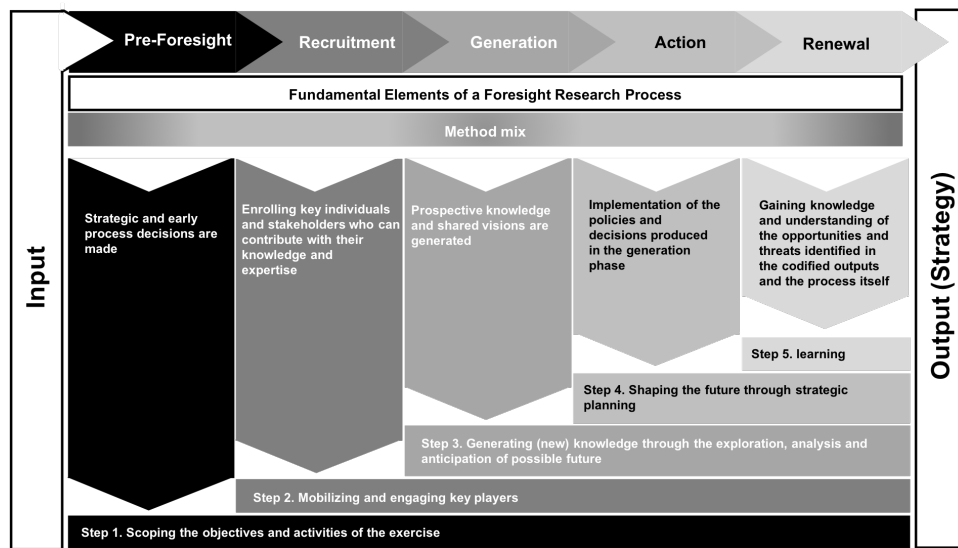 Input
Pre-Foresight
Recruitment
Generation
Action
Renewal
Fundamental Elements of a Foresight Research Process
Method mix
Strategic and early
process decisions are
made
Enrolling key individuals
and stakeholders who can
contribute with their
knowledge and
expertise
Prospective knowledge
and shared visions are
generated
Implementation of the
policies and
decisions produced
in the generation
phase
Gaining knowledge
and understanding of
the opportunities and
threats identified in
the codified outputs
and the process itself
Step 5. learning
Step 4. Shaping the future through strategic
planning
Step 3. Generating (new) knowledge through the exploration, analysis and
anticipation of possible future
Step 2. Mobilizing and engaging key players
Step 1. Scoping the objectives and activities of the exercise
Output (Strategy)